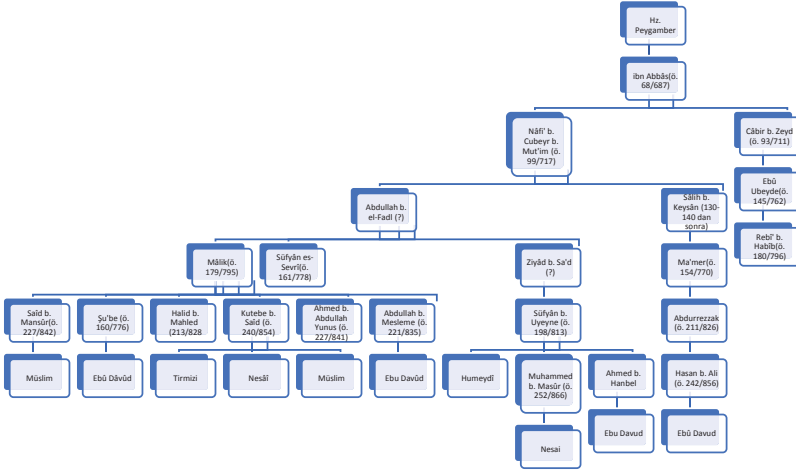 Hz.
Peygamber
ibn Abbâs(ö.
68/687)
Nâfi' b.
Cubeyr b.
Mut'im (ö.
99/717)
Câbir b. Zeyd
(ö. 93/711)
Abdullah b.
el-Fadl (?)
Sâlih b.
Keysân (130-
140 dan
sonra)
Ebû
Ubeyde(ö.
145/762)
Mâlik(ö.
179/795)
Süfyân es-
Sevrî(ö.
161/778)
Ziyâd b. Sa'd
(?)
Ma'mer(ö.
154/770)
Rebî' b.
Habîb(ö.
180/796)
Saîd b.
Mansûr(ö.
227/842)
Şu'be (ö.
160/776)
Halid b.
Mahled
(213/828
Kutebe b.
Saîd (ö.
240/854)
Ahmed b.
Abdullah
Yunus (ö.
227/841)
Abdullah b.
Mesleme (ö.
221/835)
Süfyân b.
Uyeyne (ö.
198/813)
Abdurrezzak
(ö. 211/826)
Müslim
Ebû Dâvûd
Tirmizi
Nesâî
Müslim
Ebu Davûd
Humeydî
Muhammed
b. Masûr (ö.
252/866)
Ahmed b.
Hanbel
Hasan b. Ali
(ö. 242/856)
Nesai
Ebu Davud
Ebû Davud